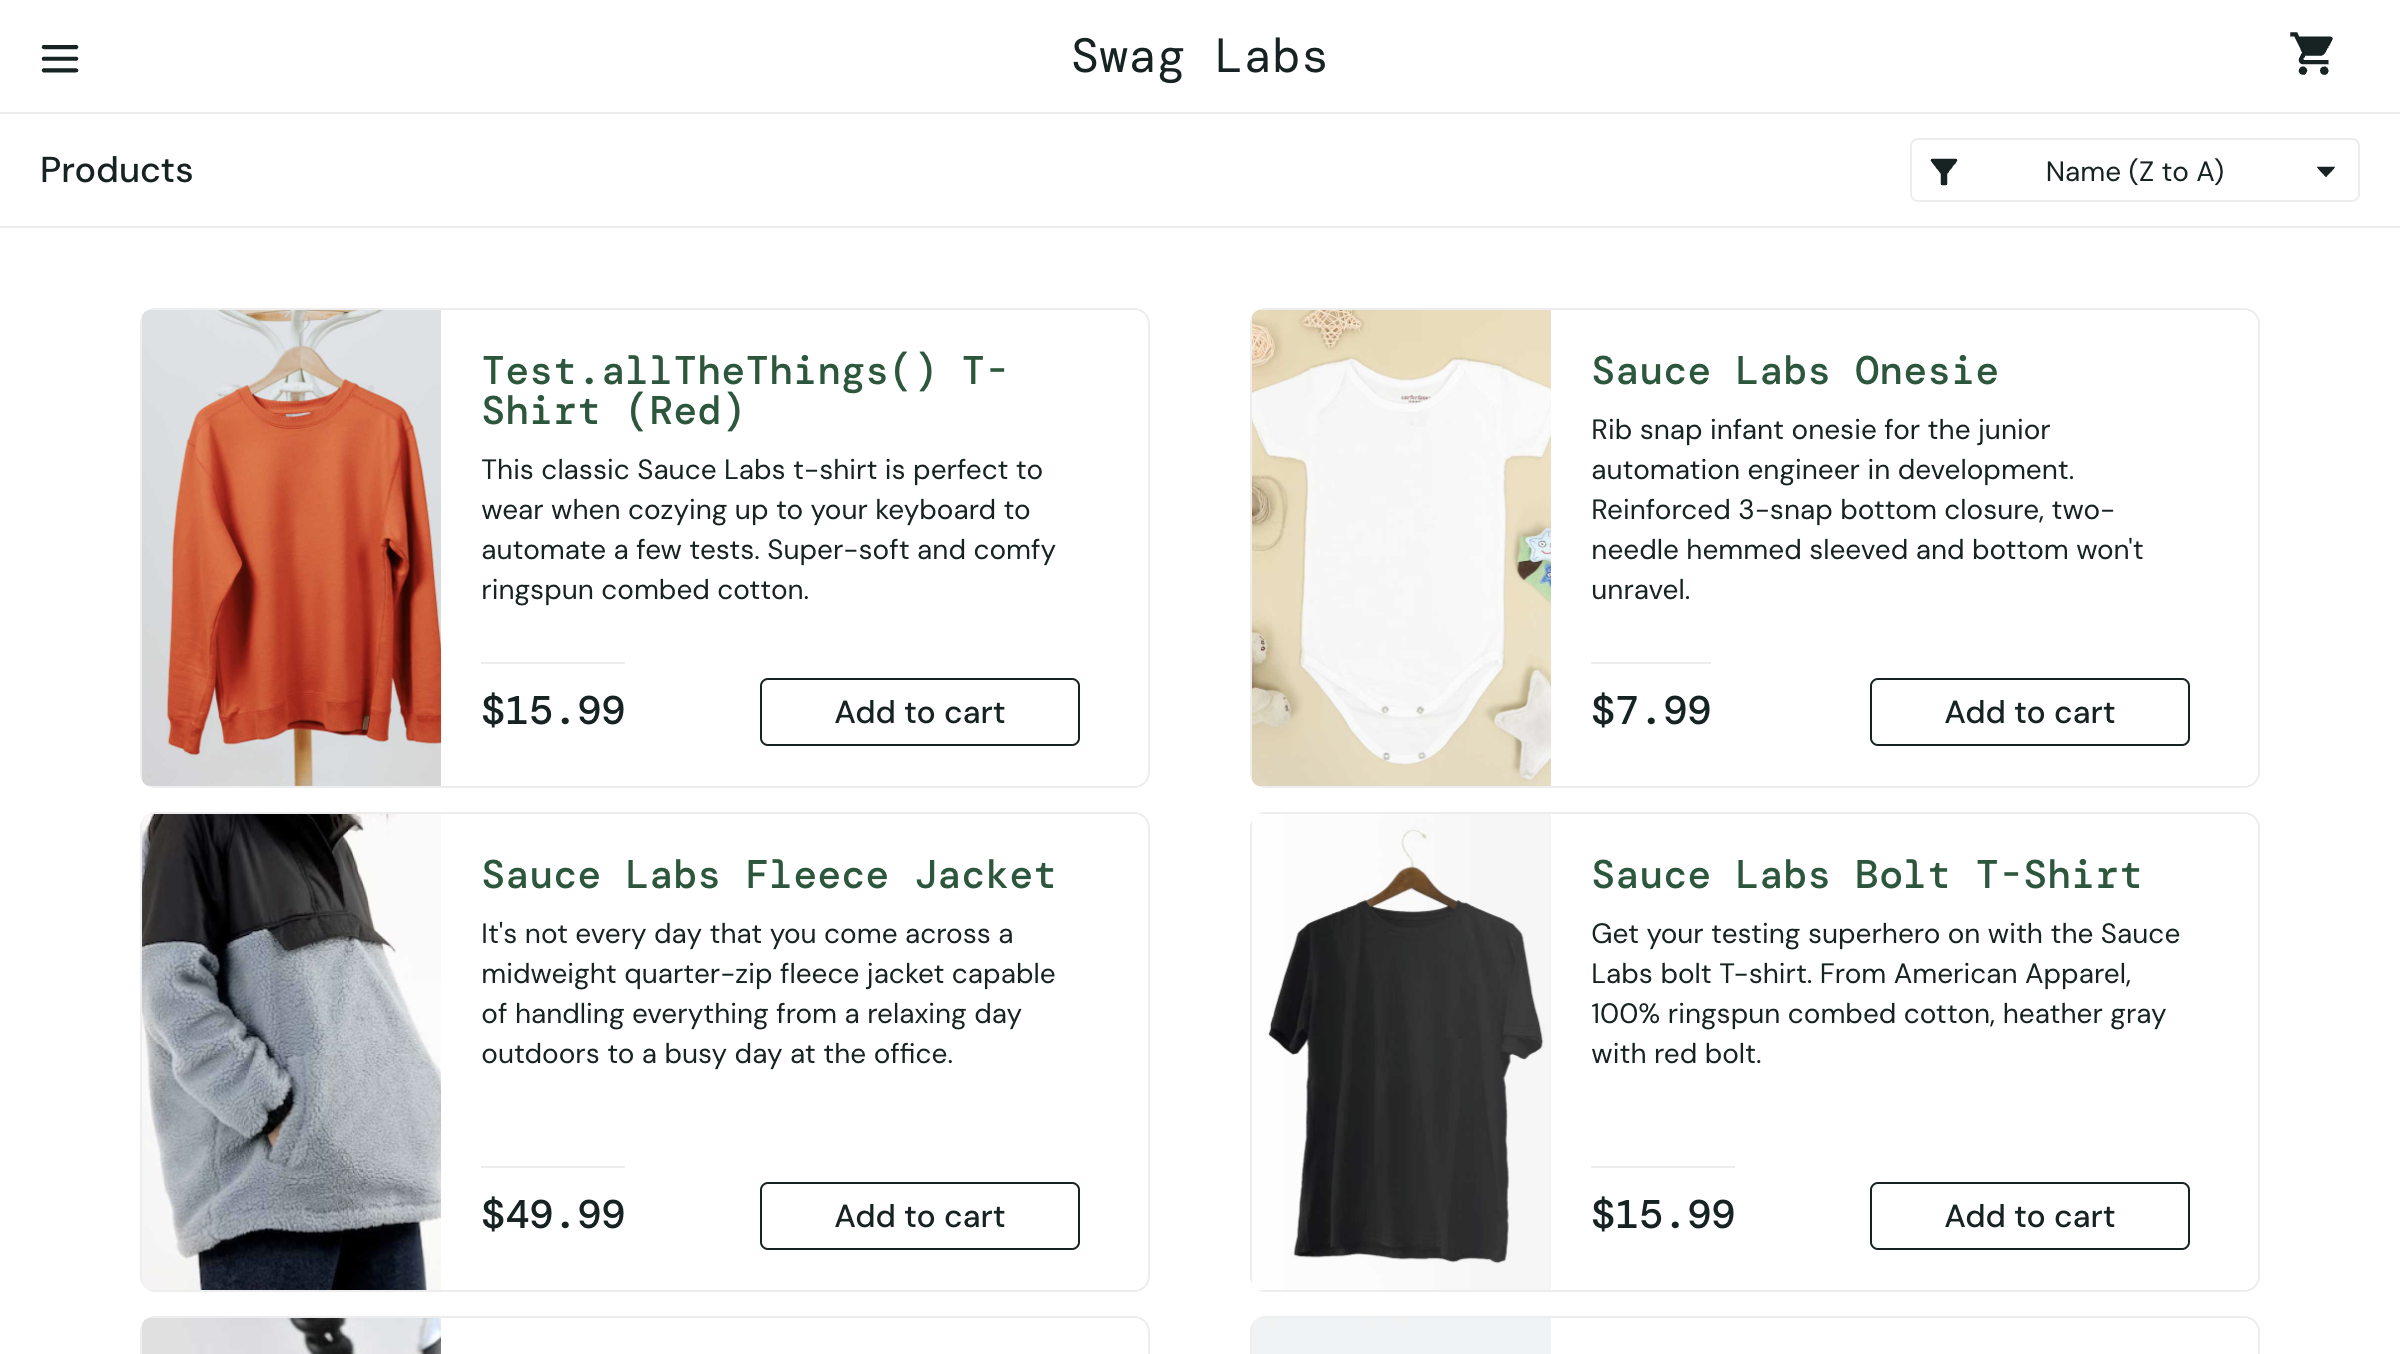 Swag Labs
Products
Name (Z to A)
Test.allTheThings() T-
Shirt (Red)
This classic Sauce Labs t-shirt is perfect to
wear when cozying up to your keyboard to
automate a few tests. Super-soft and comfy
ringspun combed cotton.
$15.99
Add to cart
Sauce Labs Onesie
Rib snap infant onesie for the junior
automation engineer in development.
Reinforced 3-snap bottom closure, two-
needle hemmed sleeved and bottom won't
unravel.
$7.99
Add to cart
Sauce Labs Fleece Jacket
It's not every day that you come across a
midweight quarter-zip fleece jacket capable
of handling everything from a relaxing day
outdoors to a busy day at the office.
$49.99
Add to cart
Sauce Labs Bolt T-Shirt
Get your testing superhero on with the Sauce
Labs bolt T-shirt. From American Apparel,
100% ringspun combed cotton, heather gray
with red bolt.
$15.99
Add to cart